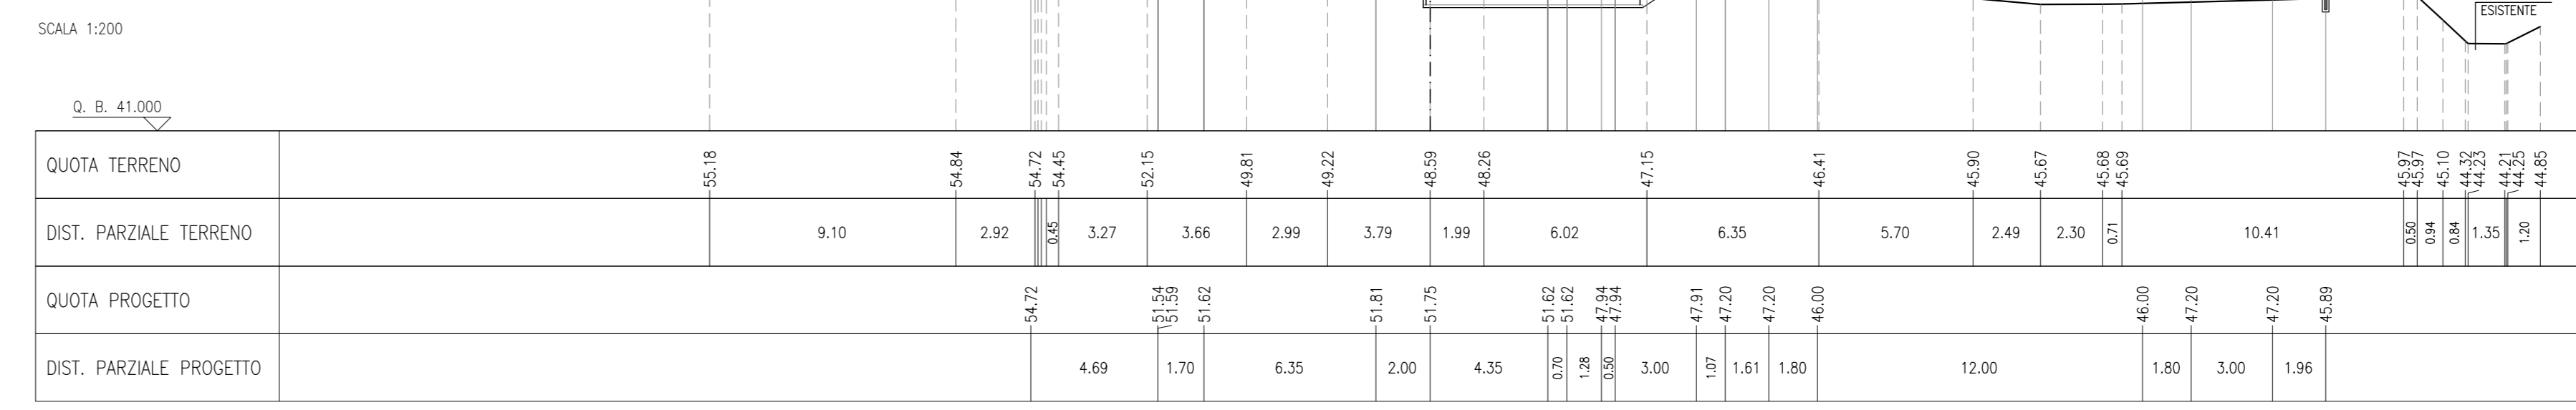 ESISTENTE
SCALA 1:200
Q. B. 41.000
QUOTA TERRENO 55.18 54.84 54.72 54.45 52.15 49.81 49.22 48.59 48.26 47.15 46.41 45.90 45.67 45.68 45.69 45.97 45.97 45.10 44.32 44.23 44.21 44.25 44.85
DIST. PARZIALE TERRENO 9.10 2.92 0.45 3.27 3.66 2.99 3.79 1.99 6.02 6.35 5.70 2.49 2.30 0.71 10.41 0.50 0.94 0.84 1.35 1.20
QUOTA PROGETTO 54.72 51.54 51.59 51.62 51.81 51.75 51.62 51.62 47.94 47.94 47.91 47.20 47.20 46.00 46.00 47.20 47.20 45.89
DIST. PARZIALE PROGETTO 4.69 1.70 6.35 2.00 4.35 0.70 1.28 0.50 3.00 1.07 1.61 1.80 12.00 1.80 3.00 1.96